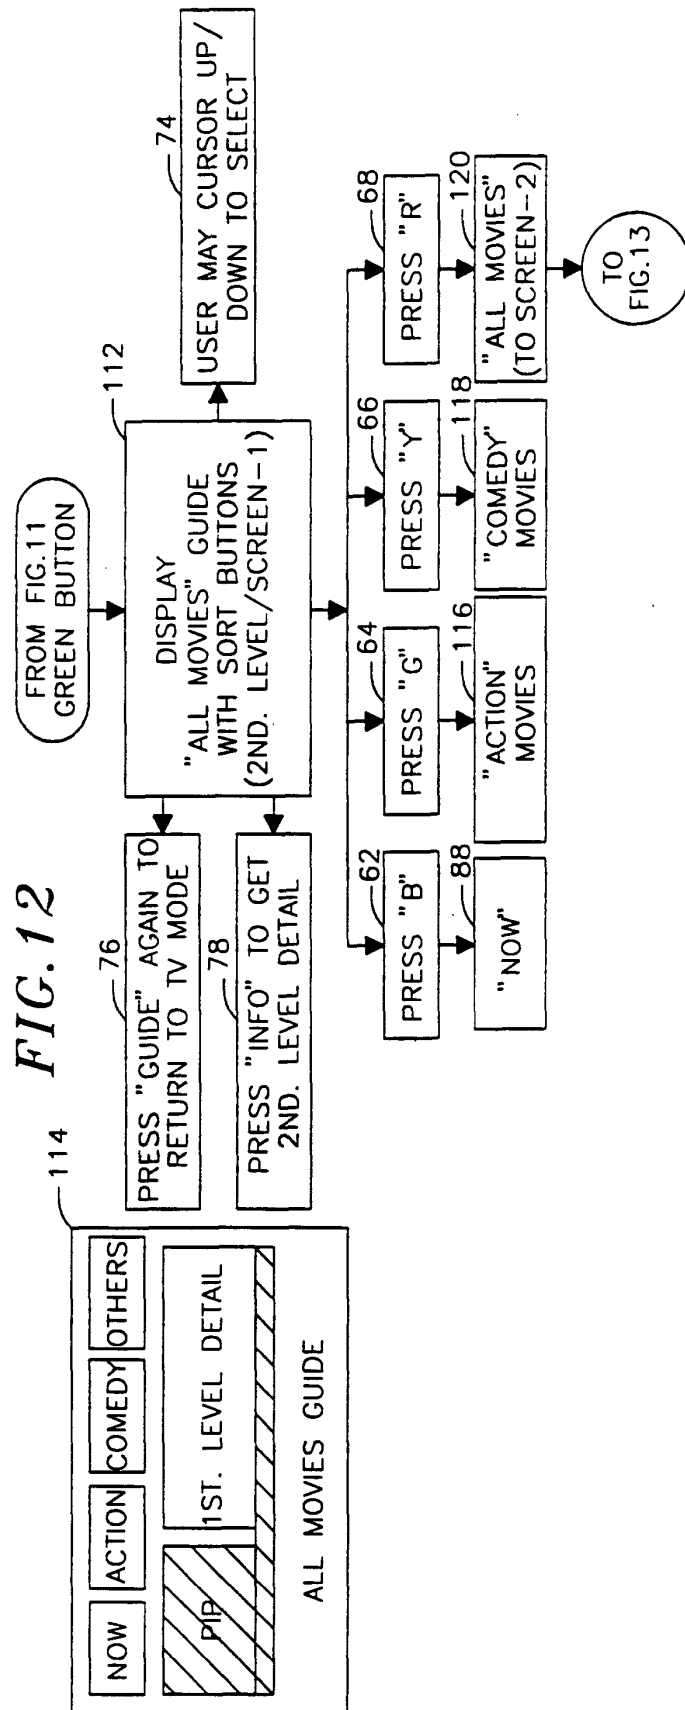 FIG.12
114
NOW
ACTION
COMEDY
OTHERS
PIP
1ST. LEVEL DETAIL
ALL MOVIES GUIDE
FROM FIG.11
GREEN BUTTON
112
DISPLAY
"ALL MOVIES" GUIDE
WITH SORT BUTTONS
(2ND. LEVEL/SCREEN-1)
74
USER MAY CURSOR UP/
DOWN TO SELECT
76
PRESS "GUIDE" AGAIN TO
RETURN TO TV MODE
78
PRESS "INFO" TO GET
2ND. LEVEL DETAIL
62
PRESS "B"
88
"NOW"
64
PRESS "G"
116
"ACTION"
MOVIES
66
PRESS "Y"
118
"COMEDY"
MOVIES
68
PRESS "R"
120
"ALL MOVIES"
(TO SCREEN-2)
TO
FIG.13